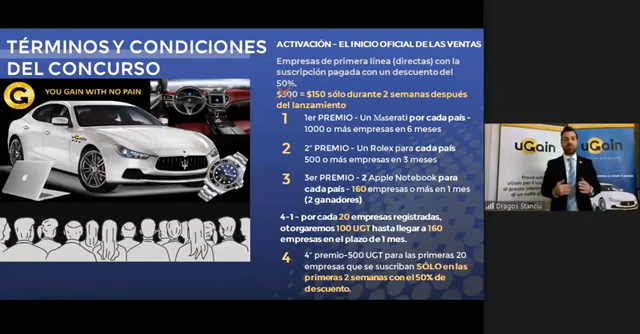 TÉRMINOS Y CONDICIONES
DEL CONCURSO
G
YOU GAIN WITH NO PAIN
ACTIVACIÓN – EL INICIO OFICIAL DE LAS VENTAS
Empresas de primera línea (directas) con la
suscripción pagada con un descuento del
50%.
$300 = $150 sólo durante 2 semanas después
del lanzamiento
1 1er PREMIO – Un Maserati por cada país –
1000 o más empresas en 6 meses
2 2º PREMIO – Un Rolex para cada país
500 o más empresas en 3 meses
3 3er PREMIO – 2 Apple Notebook para
cada país – 160 empresas o más en 1 mes
(2 ganadores)
4-1 – por cada 20 empresas registradas,
otorgaremos 100 UGT hasta llegar a 160
empresas en el plazo de 1 mes.
4 4º premio-500 UGT para las primeras 20
empresas que se suscriban SÓLO en las
primeras 2 semanas con el 50% de
descuento.
uGain
uGain
Dragos Stanciu